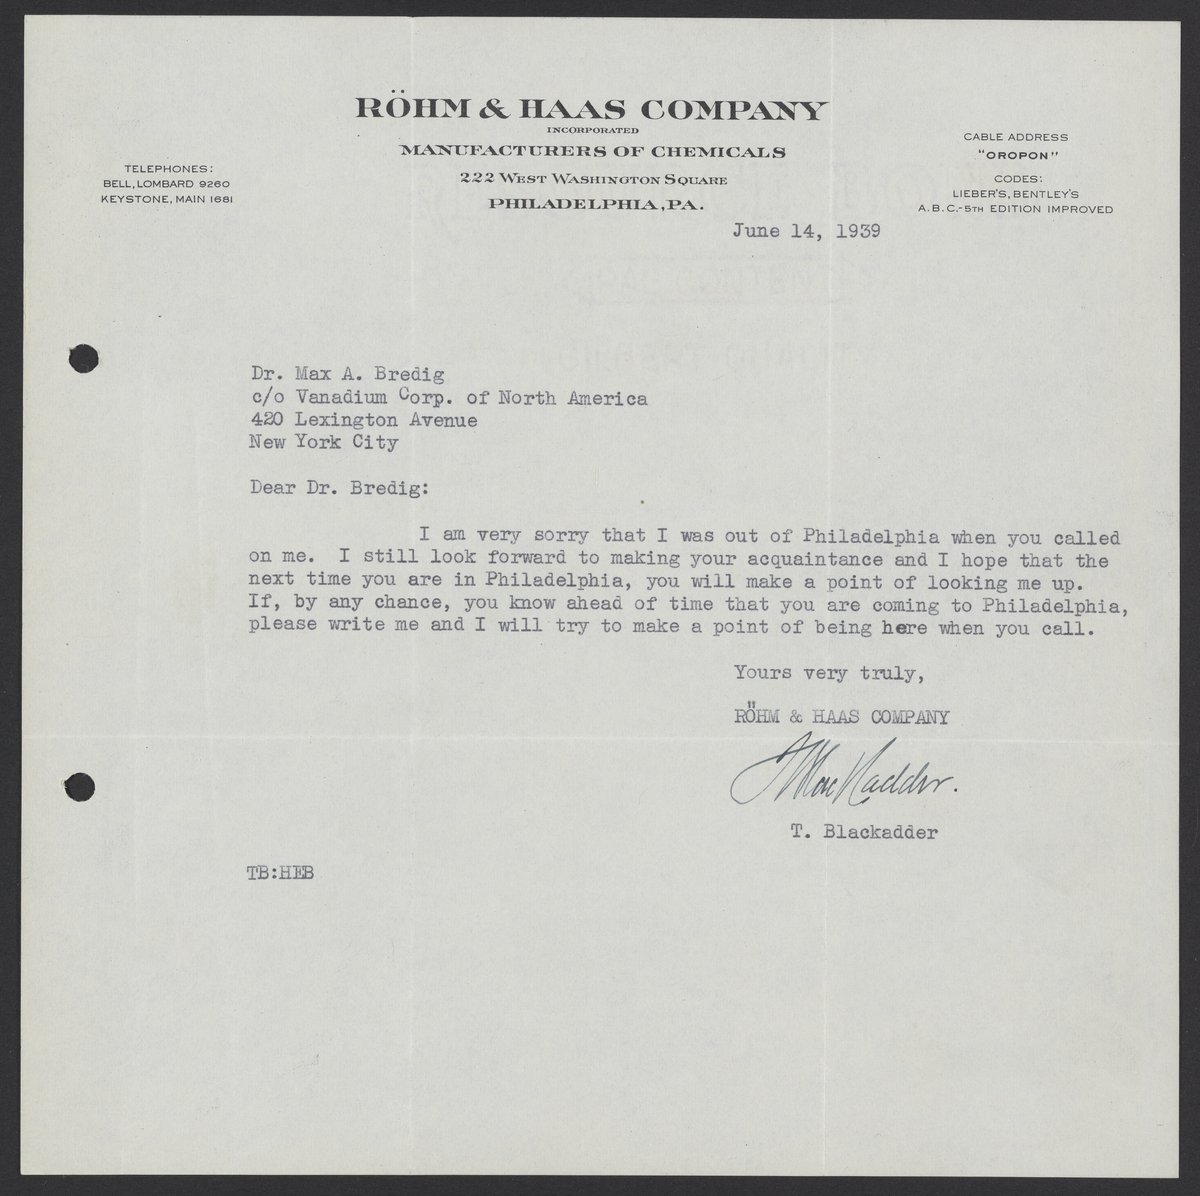 RÖHM & HAAS COMPANY
INCORPORATED
MANUFACTURERS OF CHEMICALS
222 WEST WASHINGTON SQUARE
PHILADELPHIA, PA.
TELEPHONES:
BELL, LOMBARD 9260
KEYSTONE, MAIN 1681
CABLE ADDRESS
"OROPON"
CODES:
LIEBER'S, BENTLEY'S
A.B.C.-5TH EDITION IMPROVED
June 14, 1939
Dr. Max A. Bredig
c/o Vanadium Corp. of North America
420 Lexington Avenue
New York City
Dear Dr. Bredig:
I am very sorry that I was out of Philadelphia when you called
on me. I still look forward to making your acquaintance and I hope that the
next time you are in Philadelphia, you will make a point of looking me up.
If, by any chance, you know ahead of time that you are coming to Philadelphia,
please write me and I will try to make a point of being here when you call.
Yours very truly,
RÖHM & HAAS COMPANY
T Blackadder.
T. Blackadder
TB:HEB